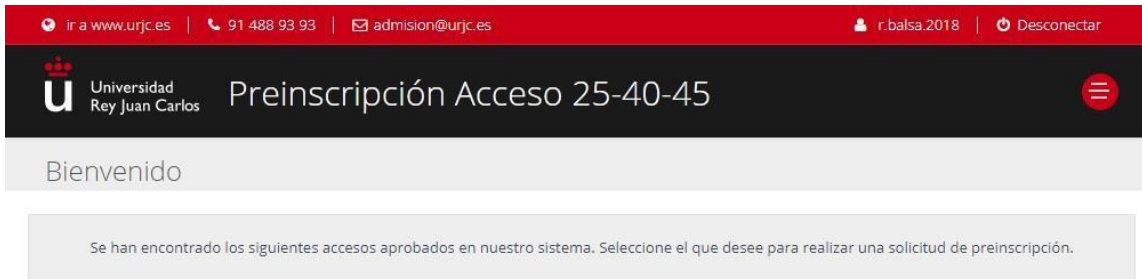 ir a www.urjc.es | 91 488 93 93 | admision@urjc.es r.balsa.2018 | Desconectar
Universidad
Rey Juan Carlos
Preinscripción Acceso 25-40-45
Bienvenido
Se han encontrado los siguientes accesos aprobados en nuestro sistema. Seleccione el que desee para realizar una solicitud de preinscripción.